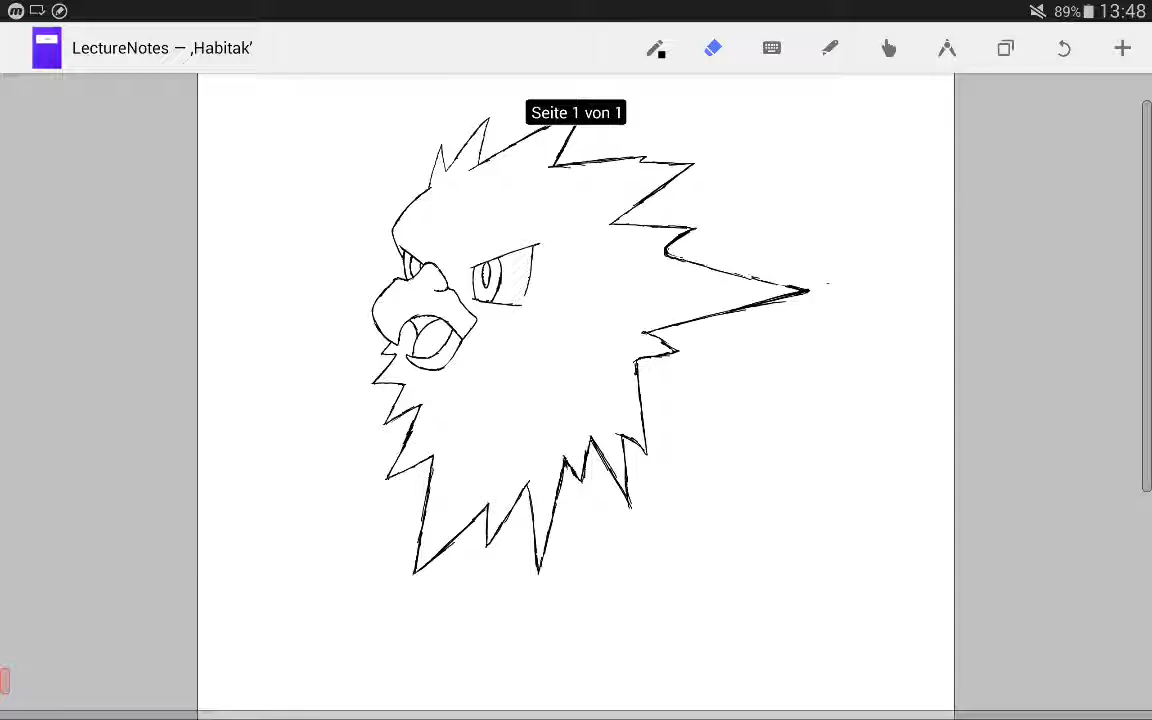 89% 13:48
LectureNotes — ‚Habitak‘
Seite 1 von 1